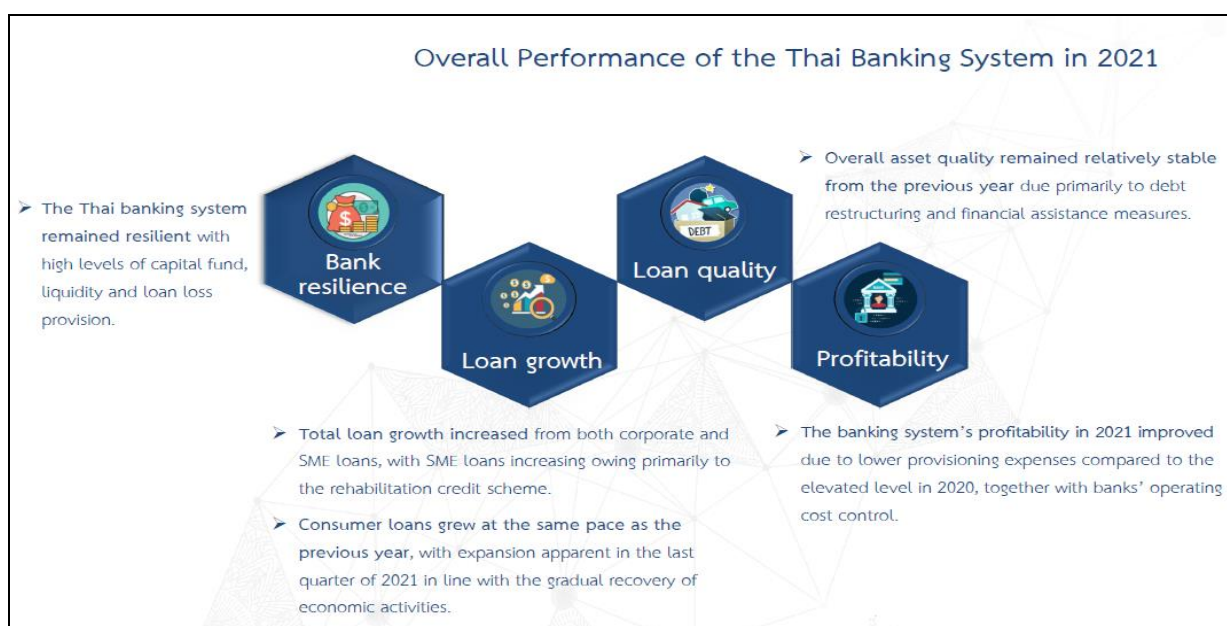 Overall Performance of the Thai Banking System in 2021
➢ The Thai banking system
remained resilient with
high levels of capital fund,
liquidity and loan loss
provision.
Bank
resilience
Loan growth
➢ Total loan growth increased from both corporate and
SME loans, with SME loans increasing owing primarily to
the rehabilitation credit scheme.
➢ Consumer loans grew at the same pace as the
previous year, with expansion apparent in the last
quarter of 2021 in line with the gradual recovery of
economic activities.
DEBT
Loan quality
➢ Overall asset quality remained relatively stable
from the previous year due primarily to debt
restructuring and financial assistance measures.
Profitability
➢ The banking system's profitability in 2021 improved
due to lower provisioning expenses compared to the
elevated level in 2020, together with banks' operating
cost control.